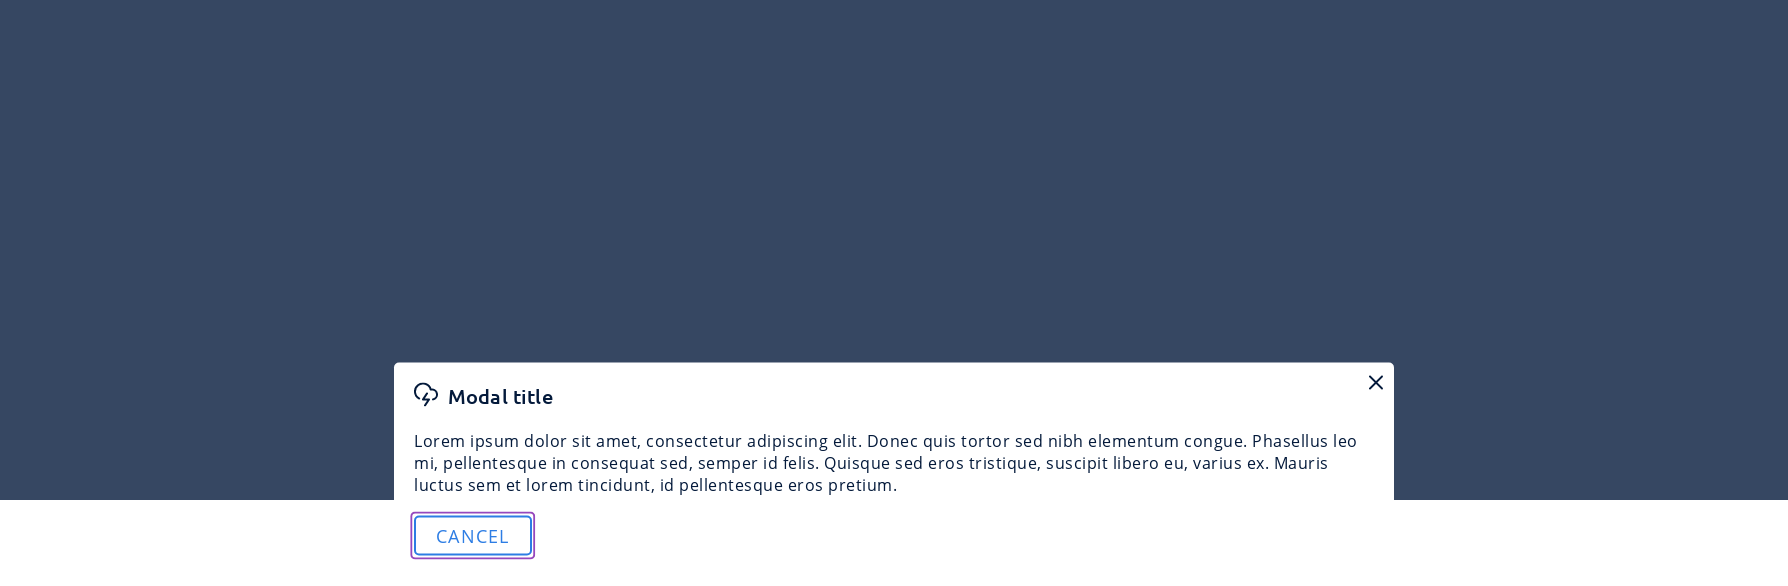 Modal title
Lorem ipsum dolor sit amet, consectetur adipiscing elit. Donec quis tortor sed nibh elementum congue. Phasellus leo
mi, pellentesque in consequat sed, semper id felis. Quisque sed eros tristique, suscipit libero eu, varius ex. Mauris
luctus sem et lorem tincidunt, id pellentesque eros pretium.
CANCEL